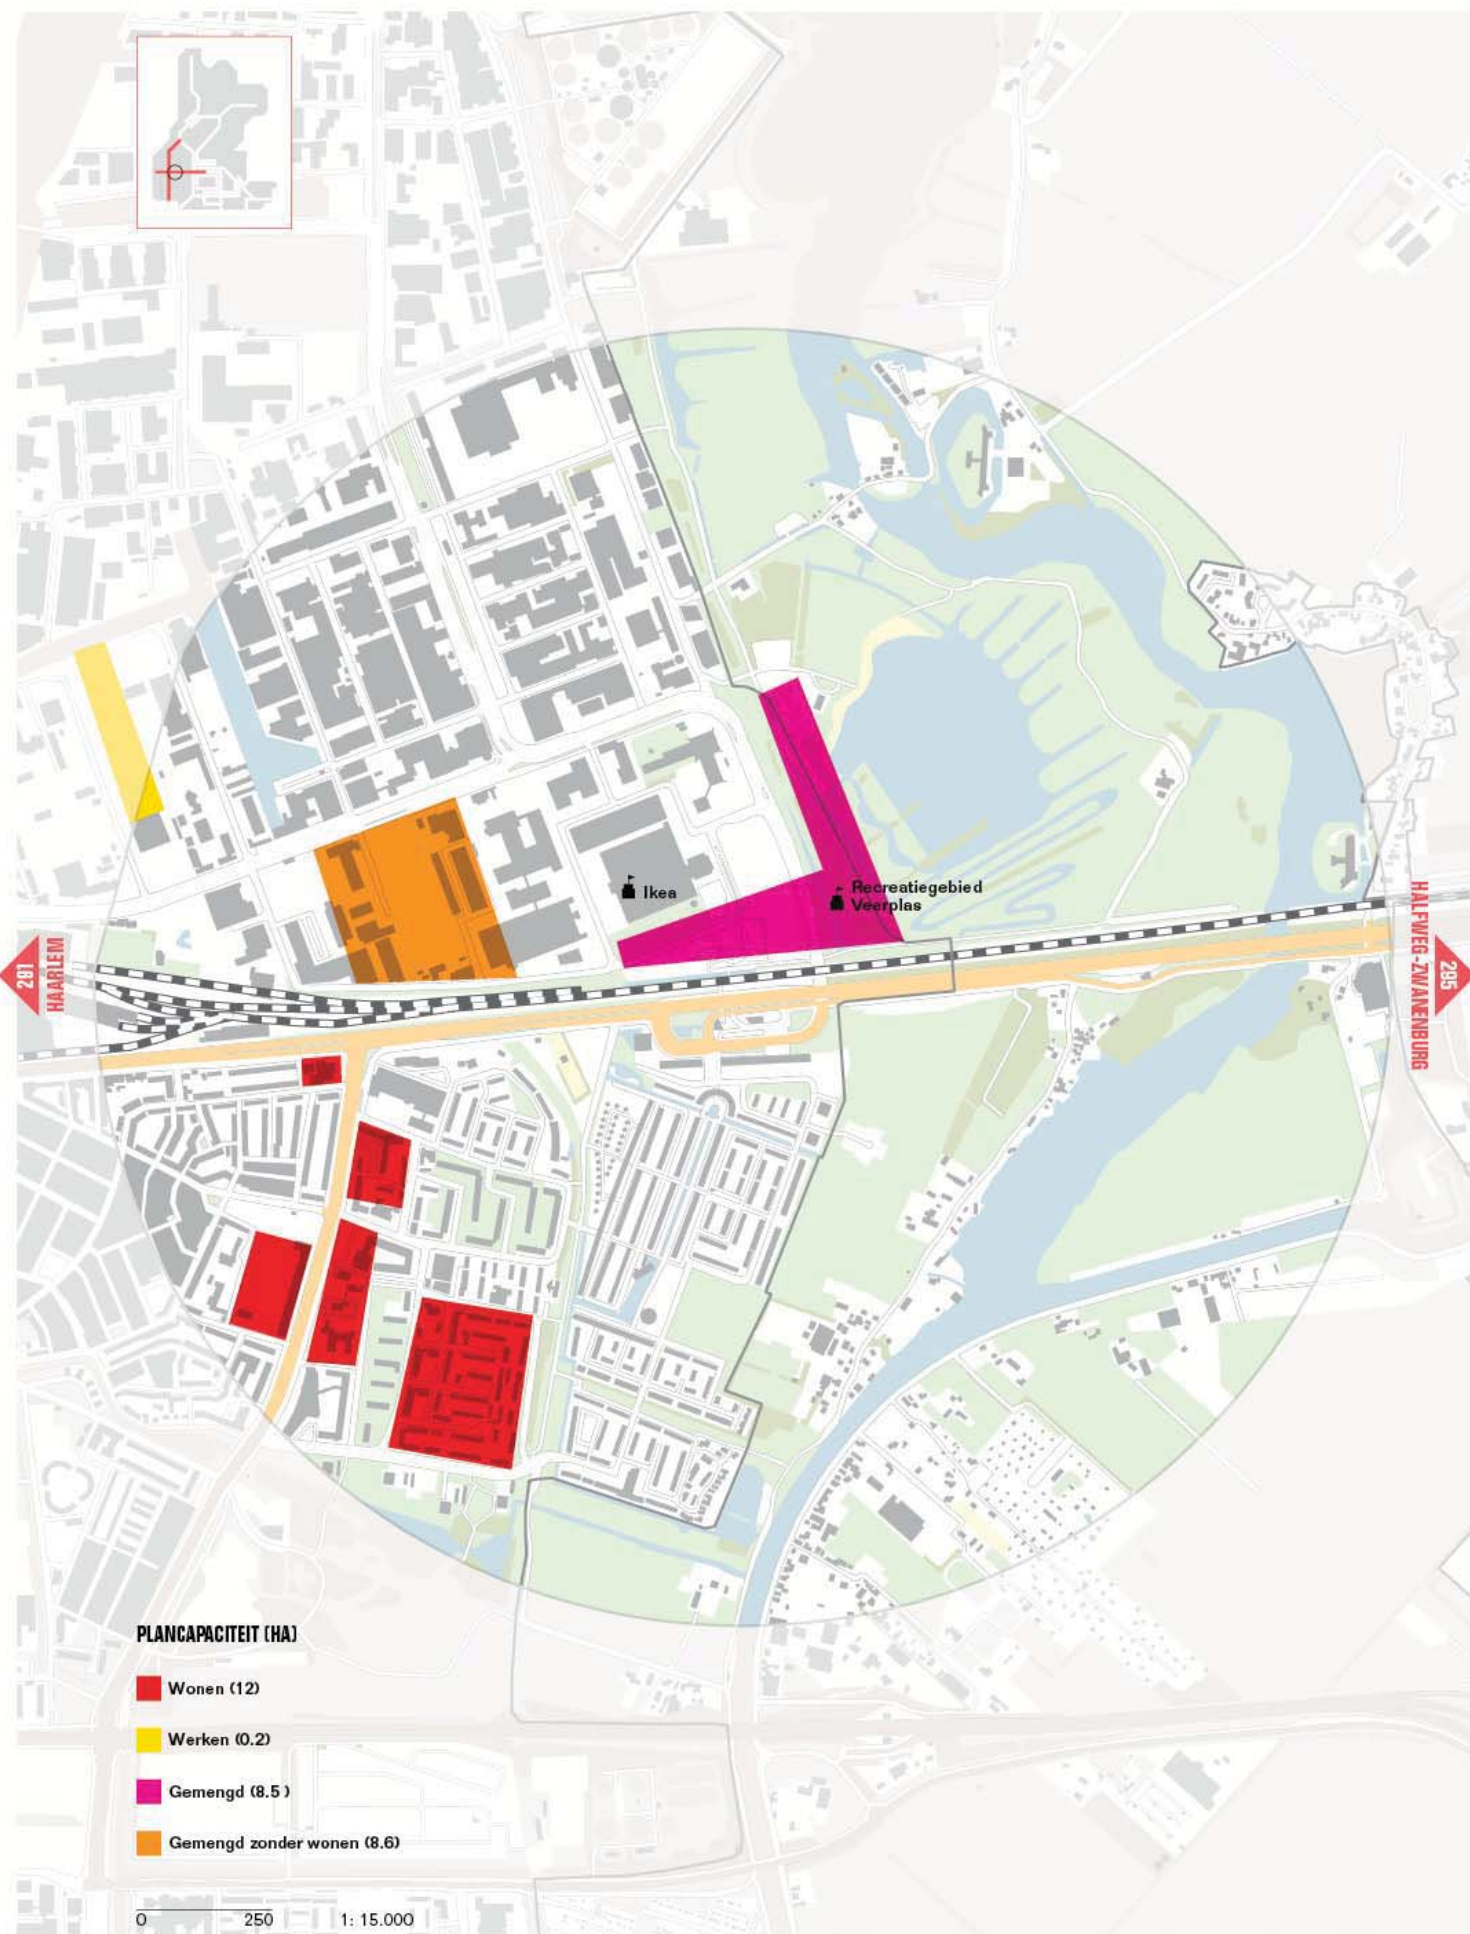 Ikea
Recreatiegebied
Veerplas
281
HAARLEM
HALFWEG-ZWANENBURG
295
PLANCAPACITEIT (HA)
Wonen (12)
Werken (0.2)
Gemengd (8.5 )
Gemengd zonder wonen (8.6)
0 250 1: 15.000